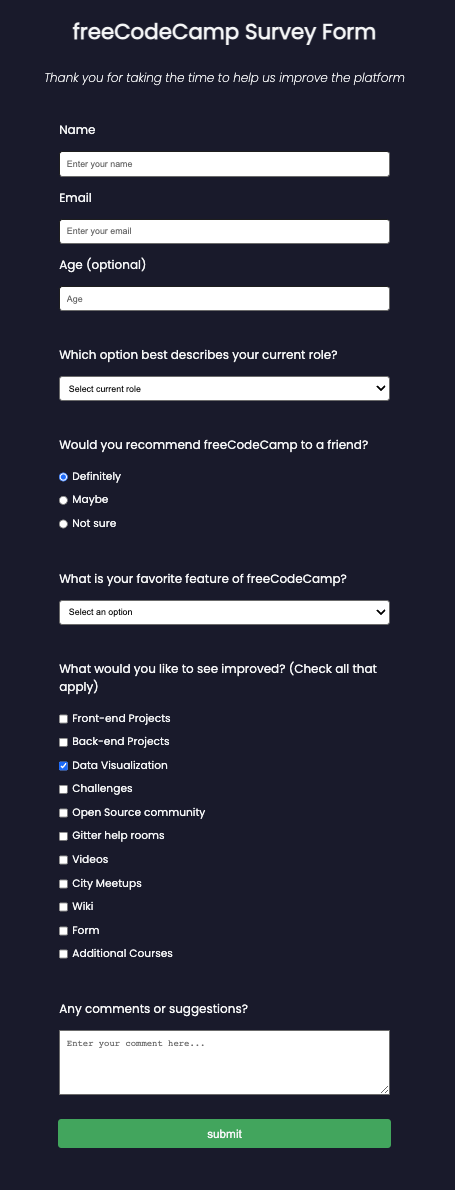 freeCodeCamp Survey Form
Thank you for taking the time to help us improve the platform
Name
Enter your name
Email
Enter your email
Age (optional)
Age
Which option best describes your current role?
Select current role
Would you recommend freeCodeCamp to a friend?
Definitely
Maybe
Not sure
What is your favorite feature of freeCodeCamp?
Select an option
What would you like to see improved? (Check all that
apply)
Front-end Projects
Back-end Projects
Data Visualization
Challenges
Open Source community
Gitter help rooms
Videos
City Meetups
Wiki
Form
Additional Courses
Any comments or suggestions?
Enter your comment here...
submit